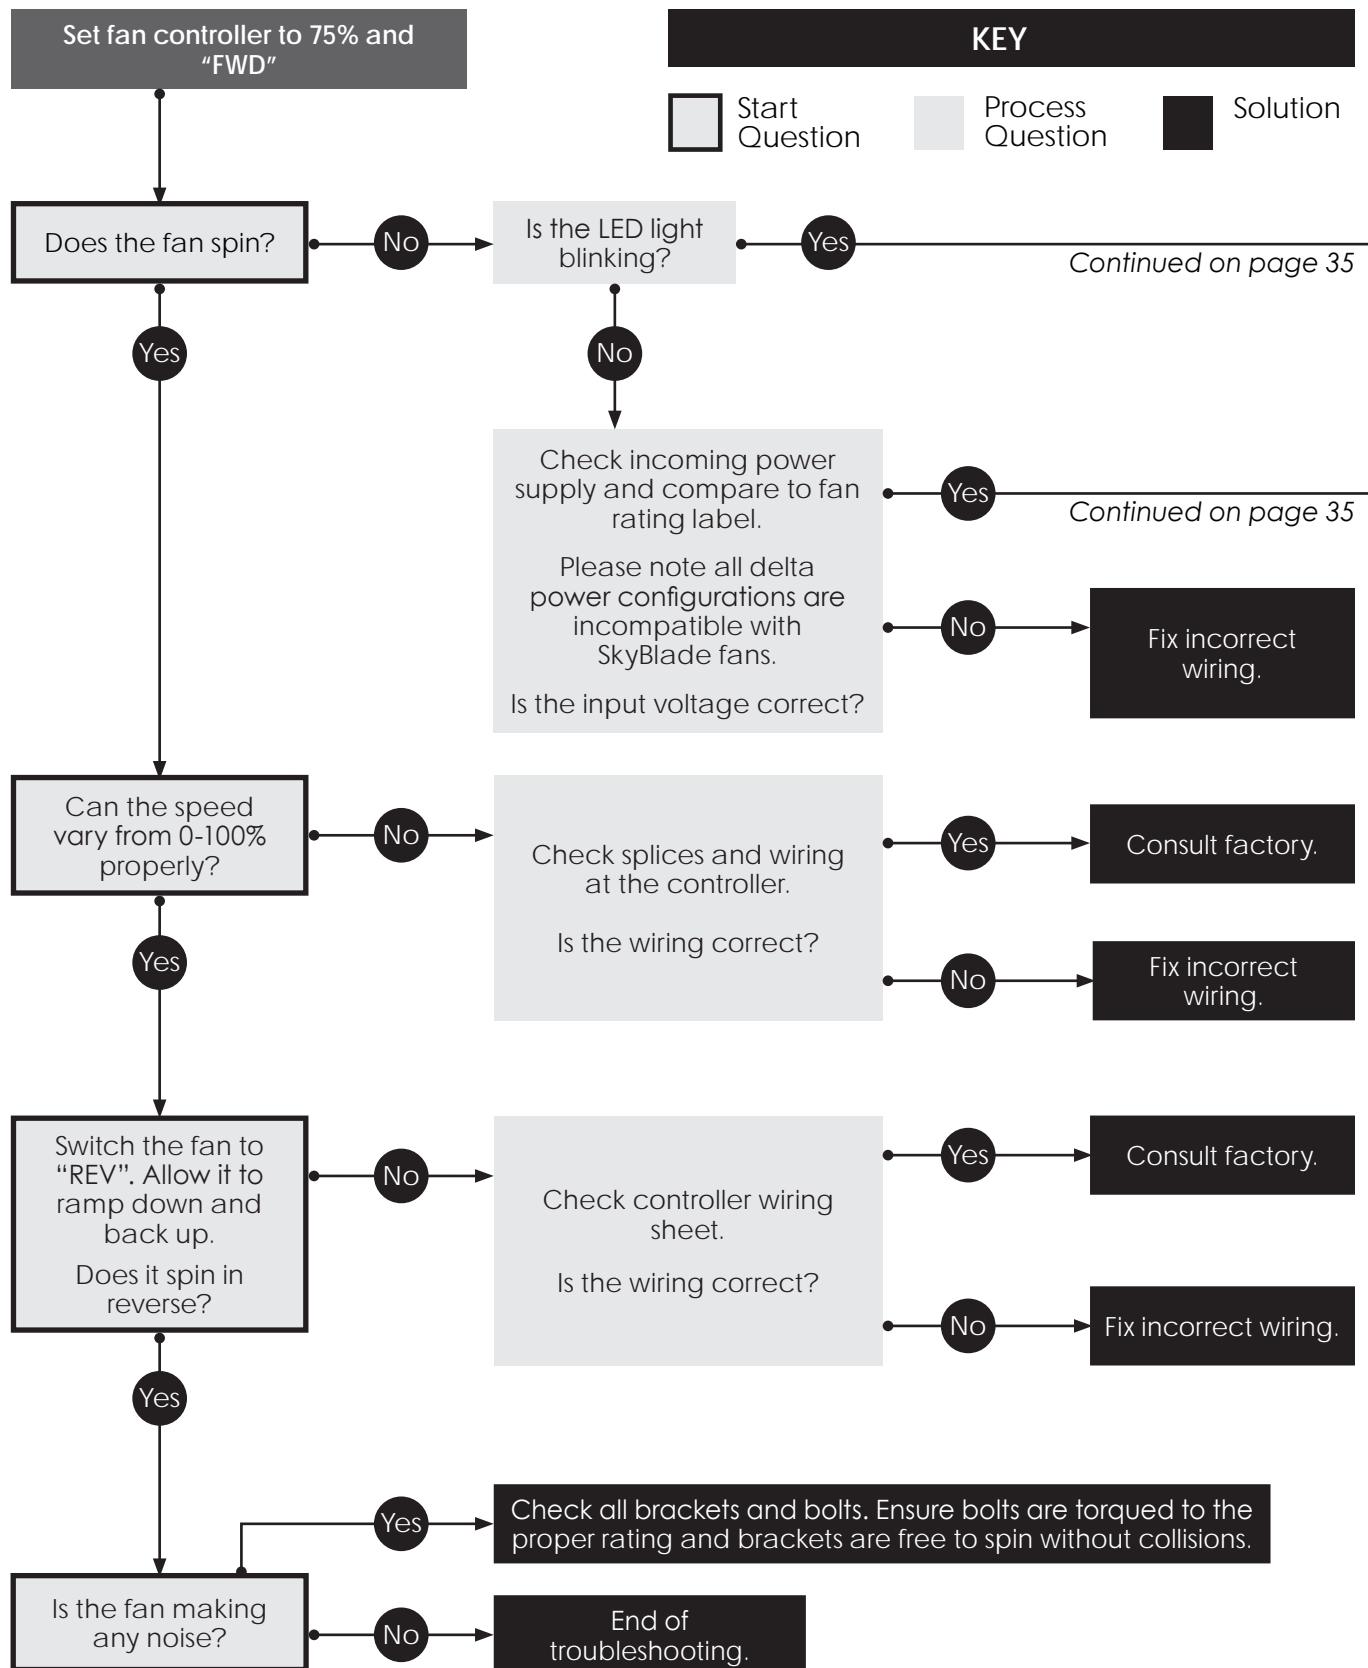 Set fan controller to 75% and
“FWD”
KEY
Start
Question
Process
Question
Solution
Does the fan spin?
No
Is the LED light
blinking?
Yes
Continued on page 35
Yes
No
Check incoming power
supply and compare to fan
rating label.
Please note all delta
power configurations are
incompatible with
SkyBlade fans.
Is the input voltage correct?
Yes
Continued on page 35
No
Fix incorrect
wiring.
Can the speed
vary from 0-100%
properly?
No
Check splices and wiring
at the controller.
Is the wiring correct?
Yes
Consult factory.
No
Fix incorrect
wiring.
Yes
Switch the fan to
“REV”. Allow it to
ramp down and
back up.
Does it spin in
reverse?
No
Check controller wiring
sheet.
Is the wiring correct?
Yes
Consult factory.
No
Fix incorrect wiring.
Yes
Is the fan making
any noise?
Yes
Check all brackets and bolts. Ensure bolts are torqued to the
proper rating and brackets are free to spin without collisions.
No
End of
troubleshooting.